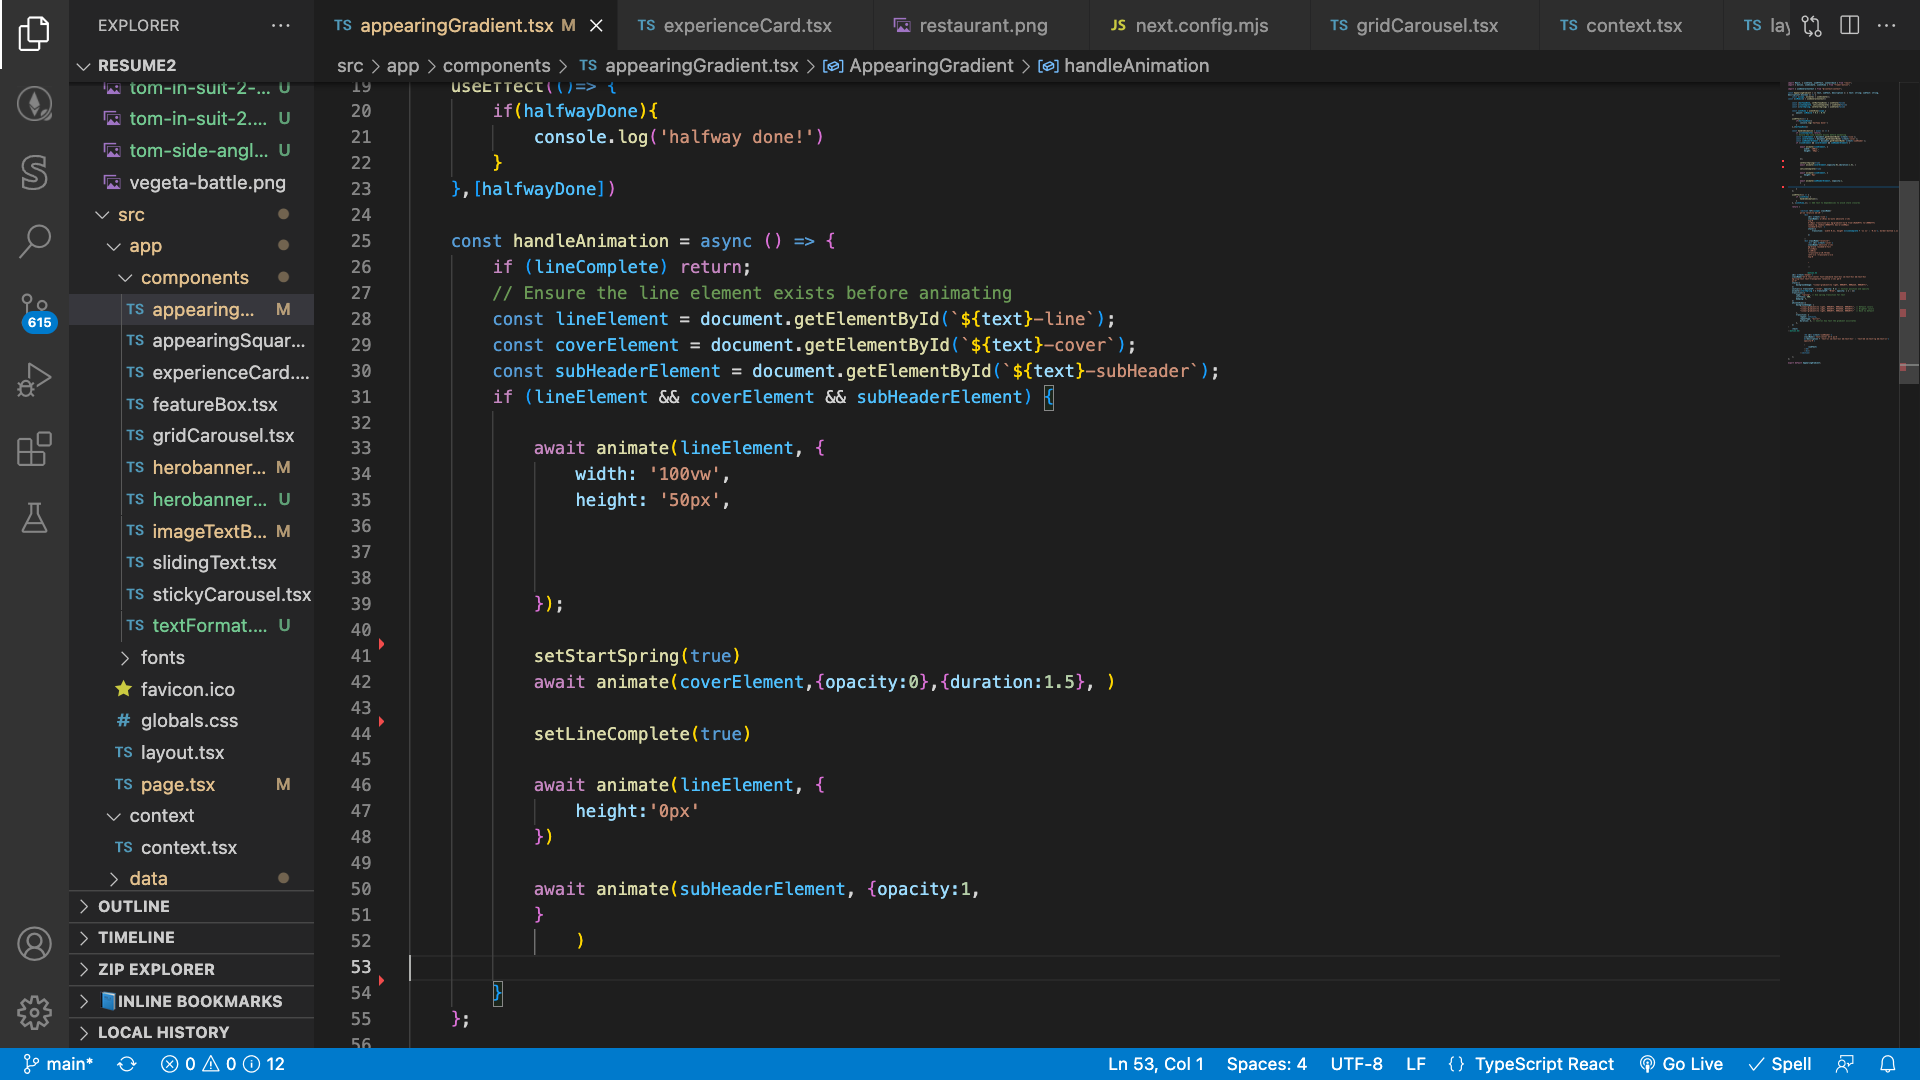 EXPLORER
RESUME2
tom-in-suit-2-... U
tom-in-suit-2.... U
tom-side-angl... U
vegeta-battle.png
src
app
components
TS appearing... M
TS appearingSquar...
TS experienceCard....
TS featureBox.tsx
TS gridCarousel.tsx
TS herobanner... M
TS herobanner... U
TS imageTextB... M
TS slidingText.tsx
TS stickyCarousel.tsx
TS textFormat.... U
fonts
favicon.ico
# globals.css
TS layout.tsx
TS page.tsx M
context
TS context.tsx
data
OUTLINE
TIMELINE
ZIP EXPLORER
INLINE BOOKMARKS
LOCAL HISTORY
615
TS appearingGradient.tsx M
TS experienceCard.tsx
restaurant.png
JS next.config.mjs
TS gridCarousel.tsx
TS context.tsx
TS lay
src > app > components > TS appearingGradient.tsx > AppearingGradient > handleAnimation
19 useEffect(()=> {
20 if(halfwayDone){
21 console.log('halfway done!')
22 }
23 },[halfwayDone])
24
25 const handleAnimation = async () => {
26 if (lineComplete) return;
27 // Ensure the line element exists before animating
28 const lineElement = document.getElementById(`${text}-line`);
29 const coverElement = document.getElementById(`${text}-cover`);
30 const subHeaderElement = document.getElementById(`${text}-subHeader`);
31 if (lineElement && coverElement && subHeaderElement) {
32
33 await animate(lineElement, {
34 width: '100vw',
35 height: '50px',
36
37
38
39 });
40
41 setStartSpring(true)
42 await animate(coverElement,{opacity:0},{duration:1.5}, )
43
44 setLineComplete(true)
45
46 await animate(lineElement, {
47 height:'0px'
48 })
49
50 await animate(subHeaderElement, {opacity:1,
51 }
52 )
53
54 }
55 };
56
main* 0 0 12
Ln 53, Col 1 Spaces: 4 UTF-8 LF {} TypeScript React Go Live Spell